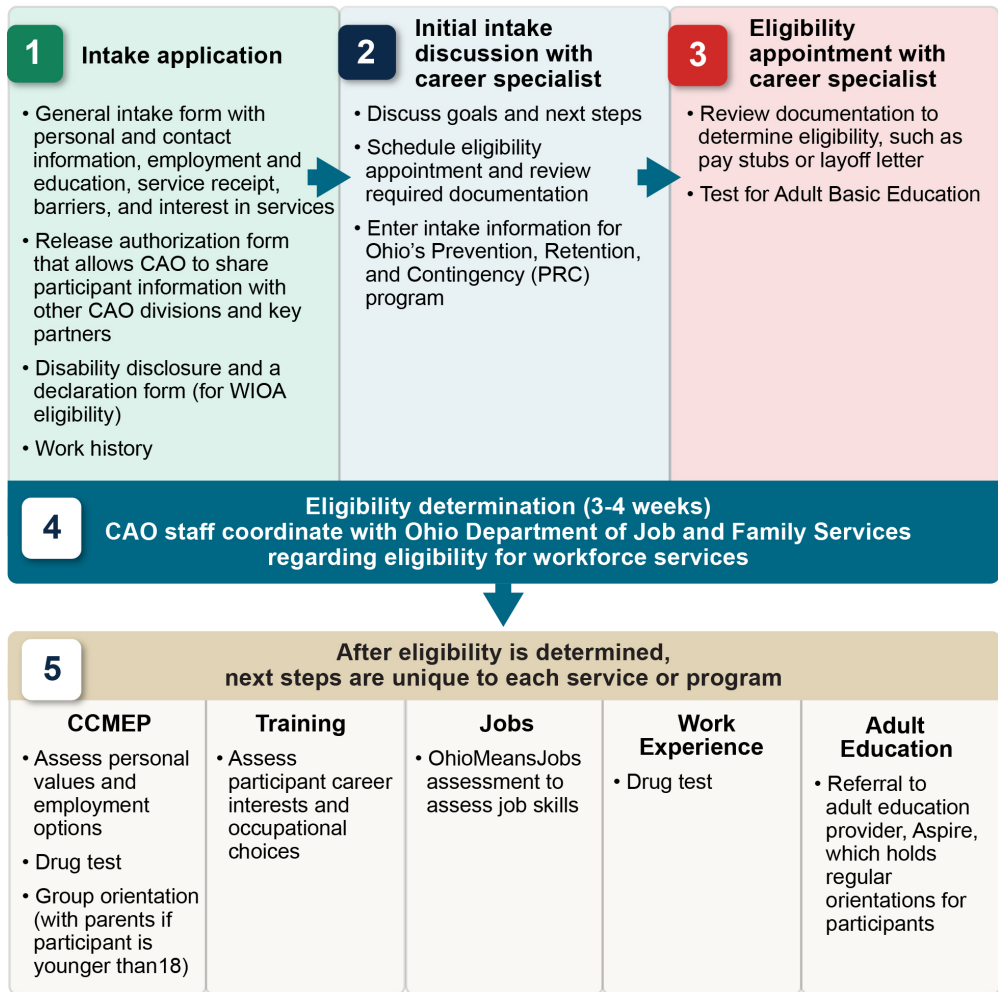 1
Intake application
• General intake form with
personal and contact
information, employment and
education, service receipt,
barriers, and interest in services
• Release authorization form
that allows CAO to share
participant information with
other CAO divisions and key
partners
• Disability disclosure and a
declaration form (for WIOA
eligibility)
• Work history
2
Initial intake
discussion with
career specialist
• Discuss goals and next steps
• Schedule eligibility
appointment and review
required documentation
• Enter intake information for
Ohio's Prevention, Retention,
and Contingency (PRC)
program
3
Eligibility
appointment with
career specialist
• Review documentation to
determine eligibility, such as
pay stubs or layoff letter
• Test for Adult Basic Education
4
Eligibility determination (3-4 weeks)
CAO staff coordinate with Ohio Department of Job and Family Services
regarding eligibility for workforce services
5
After eligibility is determined,
next steps are unique to each service or program
CCMEP
• Assess personal
values and
employment
options
• Drug test
• Group orientation
(with parents if
participant is
younger than18)
Training
• Assess
participant career
interests and
occupational
choices
Jobs
• OhioMeansJobs
assessment to
assess job skills
Work
Experience
• Drug test
Adult
Education
• Referral to
adult education
provider, Aspire,
which holds
regular
orientations for
participants